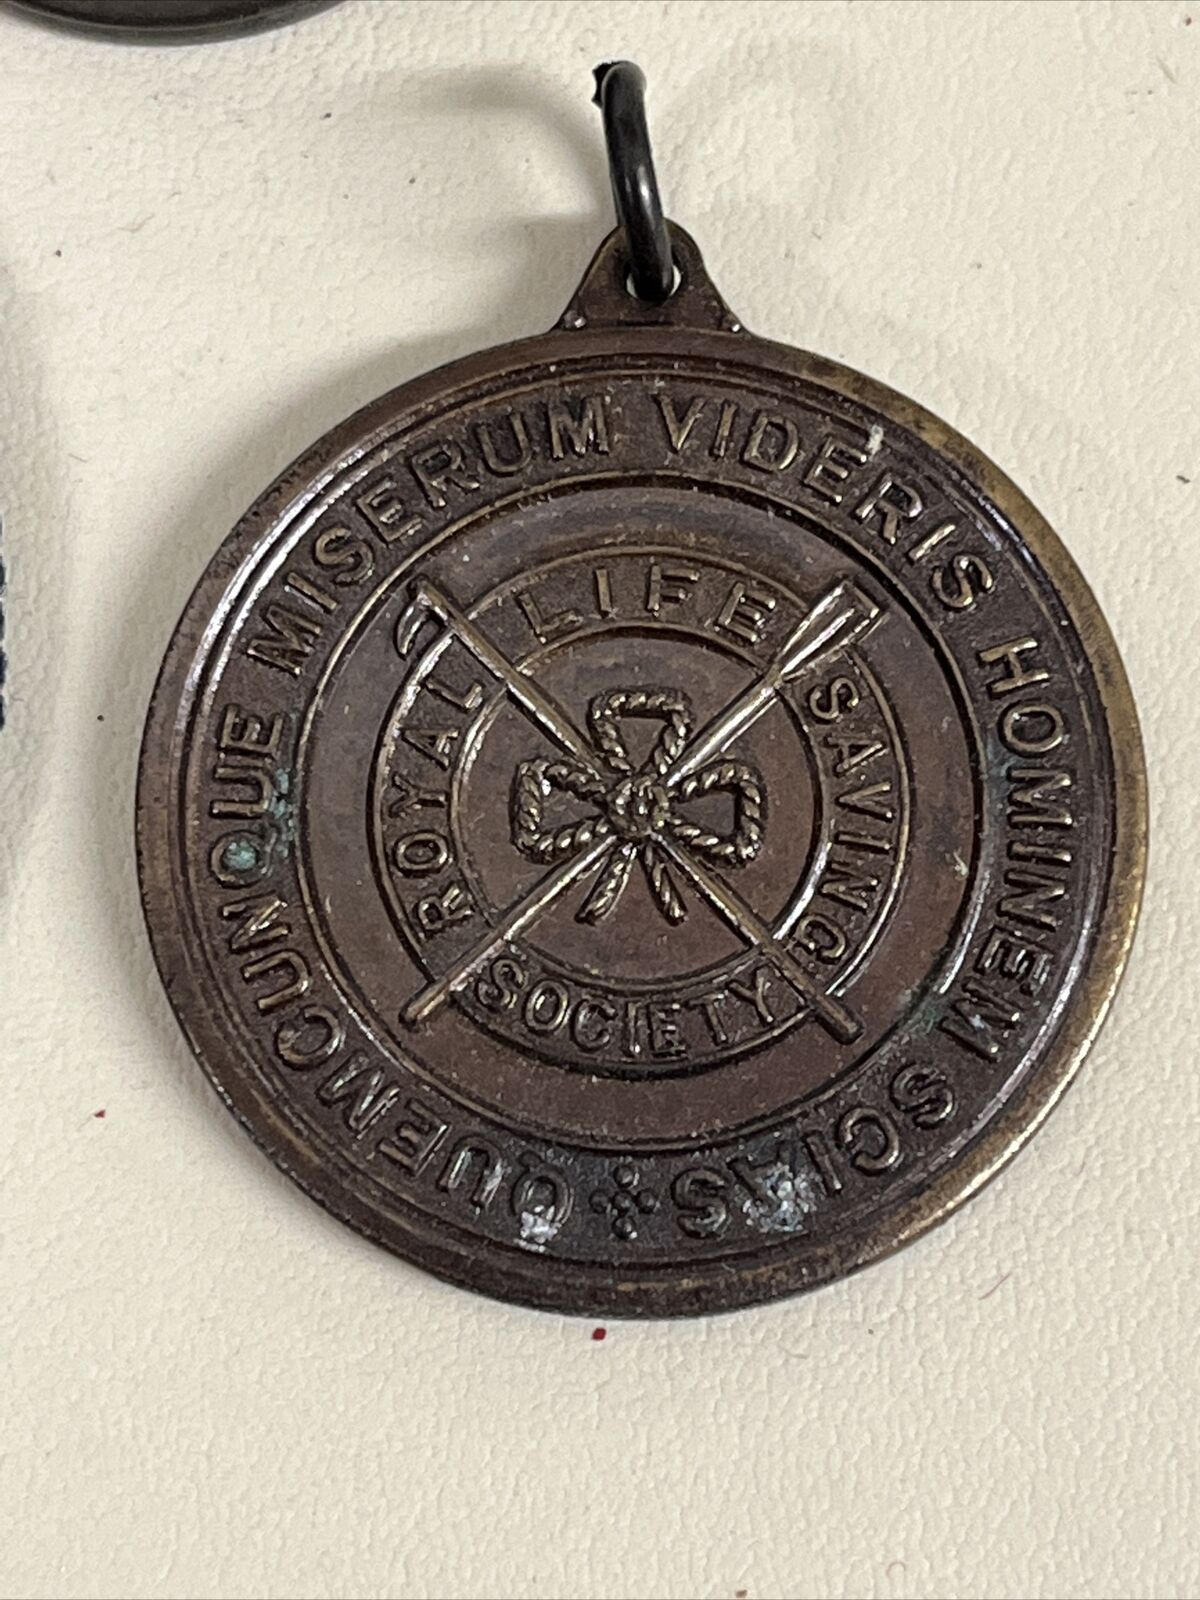 QUEMCUNQUE MISERUM VIDERIS HOMINEM SCIAS
ROYAL LIFE SAVING SOCIETY